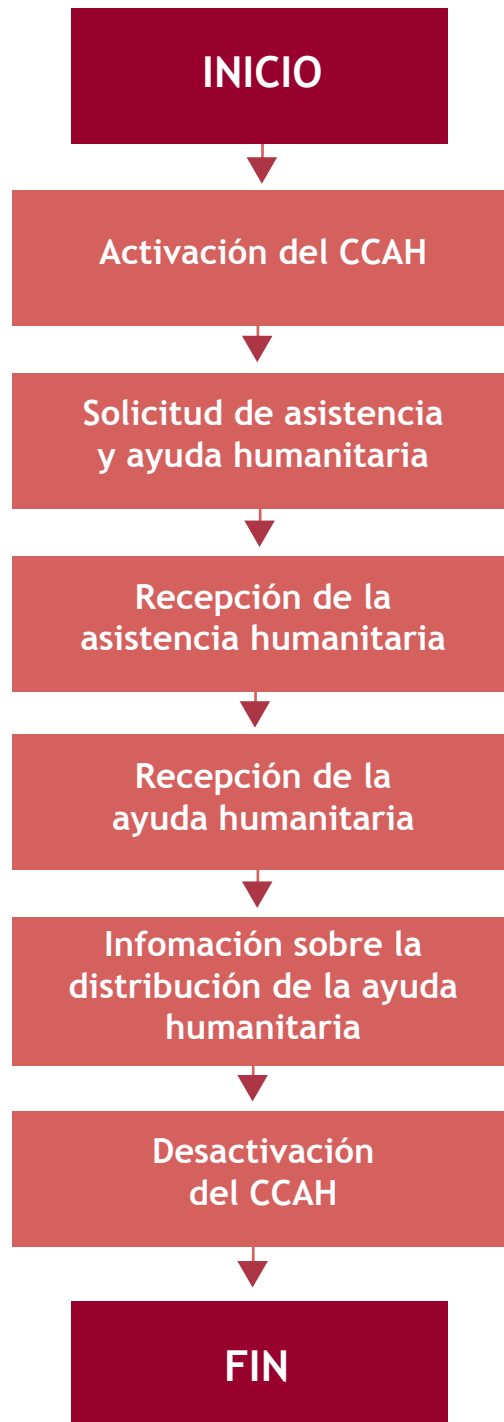 INICIO
Activación del CCAH
Solicitud de asistencia
y ayuda humanitaria
Recepción de la
asistencia humanitaria
Recepción de la
ayuda humanitaria
Infomación sobre la
distribución de la ayuda
humanitaria
Desactivación
del CCAH
FIN